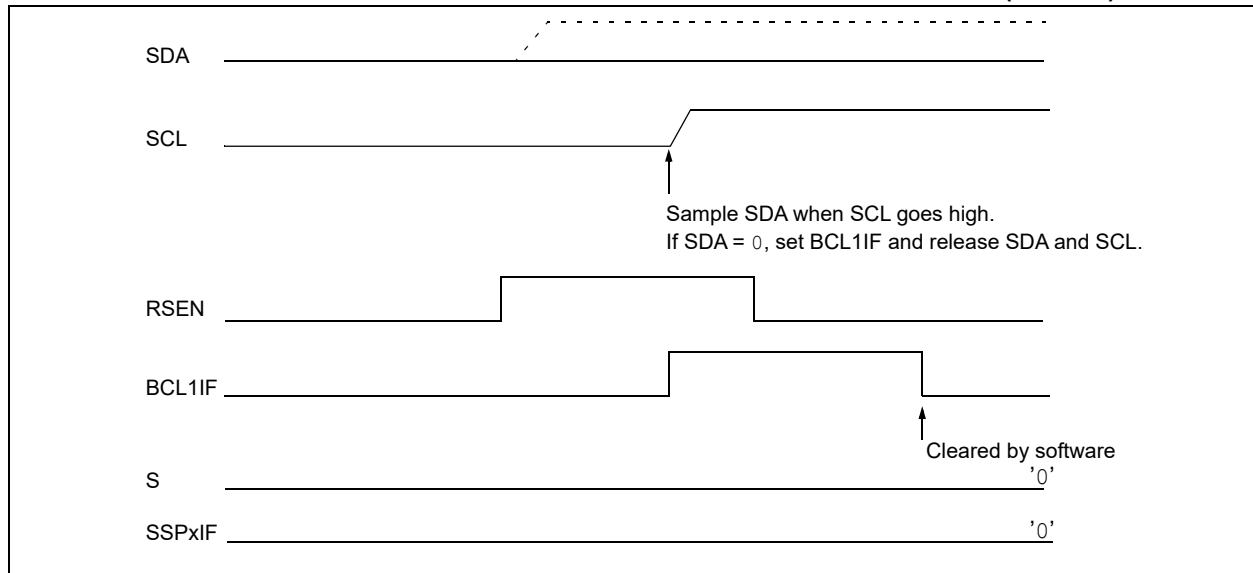 SDA
SCL
Sample SDA when SCL goes high.
If SDA = 0, set BCL1IF and release SDA and SCL.
RSEN
BCL1IF
Cleared by software
S
'0'
SSPxIF
'0'